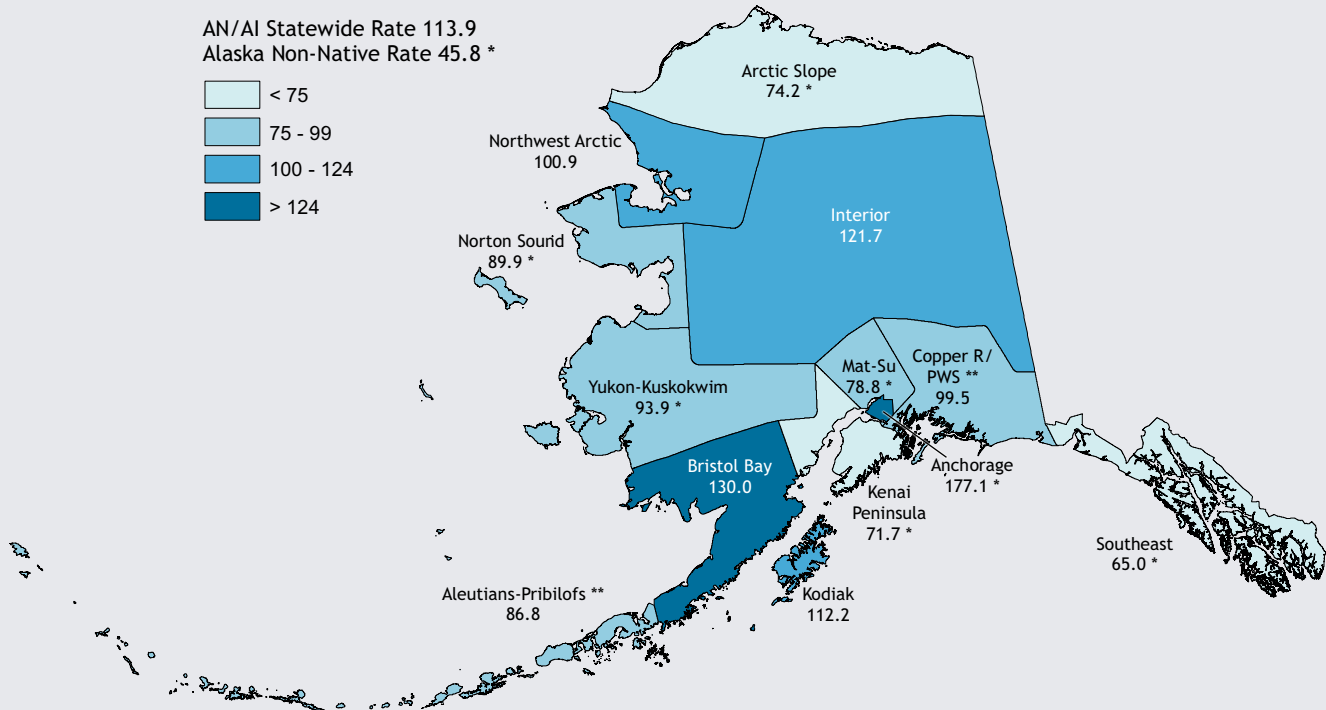 AN/AI Statewide Rate 113.9
Alaska Non-Native Rate 45.8 *
< 75
75 - 99
100 - 124
> 124
Arctic Slope
74.2 *
Northwest Arctic
100.9
Interior
121.7
Norton Sound
89.9 *
Yukon-Kuskokwim
93.9 *
Mat-Su
78.8 *
Copper R/
PWS **
99.5
Bristol Bay
130.0
Anchorage
177.1 *
Kenai
Peninsula
71.7 *
Southeast
65.0 *
Aleutians-Pribilofs **
86.8
Kodiak
112.2